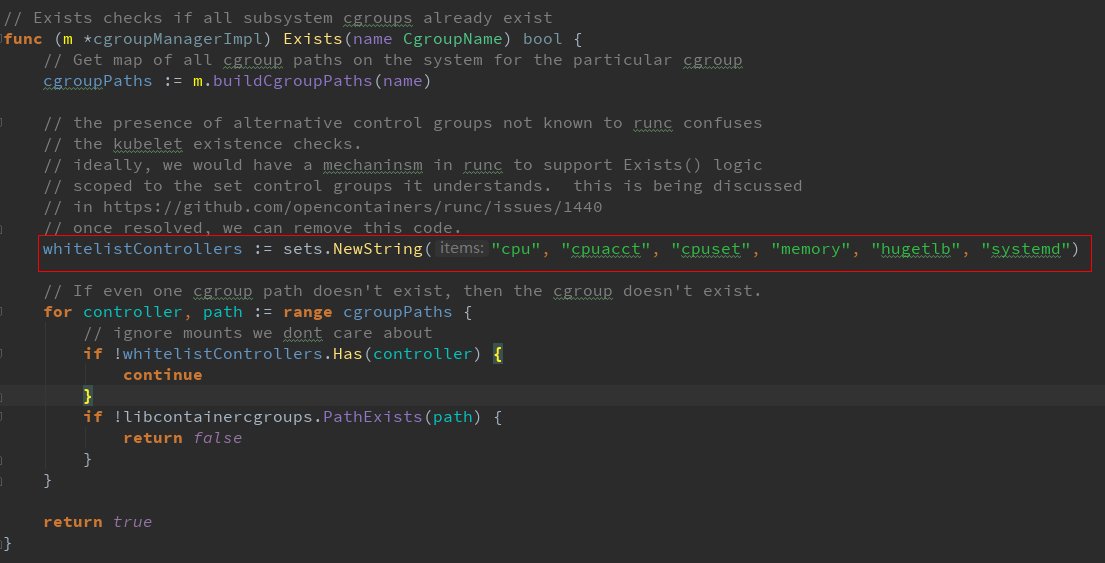 // Exists checks if all subsystem cgroups already exist
func (m *cgroupManagerImpl) Exists(name CgroupName) bool {
    // Get map of all cgroup paths on the system for the particular cgroup
    cgroupPaths := m.buildCgroupPaths(name)

    // the presence of alternative control groups not known to runc confuses
    // the kubelet existence checks.
    // ideally, we would have a mechaninsm in runc to support Exists() logic
    // scoped to the set control groups it understands.  this is being discussed
    // in https://github.com/opencontainers/runc/issues/1440
    // once resolved, we can remove this code.
    whitelistControllers := sets.NewString( items: "cpu", "cpuacct", "cpuset", "memory", "hugetlb", "systemd")

    // If even one cgroup path doesn't exist, then the cgroup doesn't exist.
    for controller, path := range cgroupPaths {
        // ignore mounts we dont care about
        if !whitelistControllers.Has(controller) {
            continue
        }
        if !libcontainercgroups.PathExists(path) {
            return false
        }
    }

    return true
}